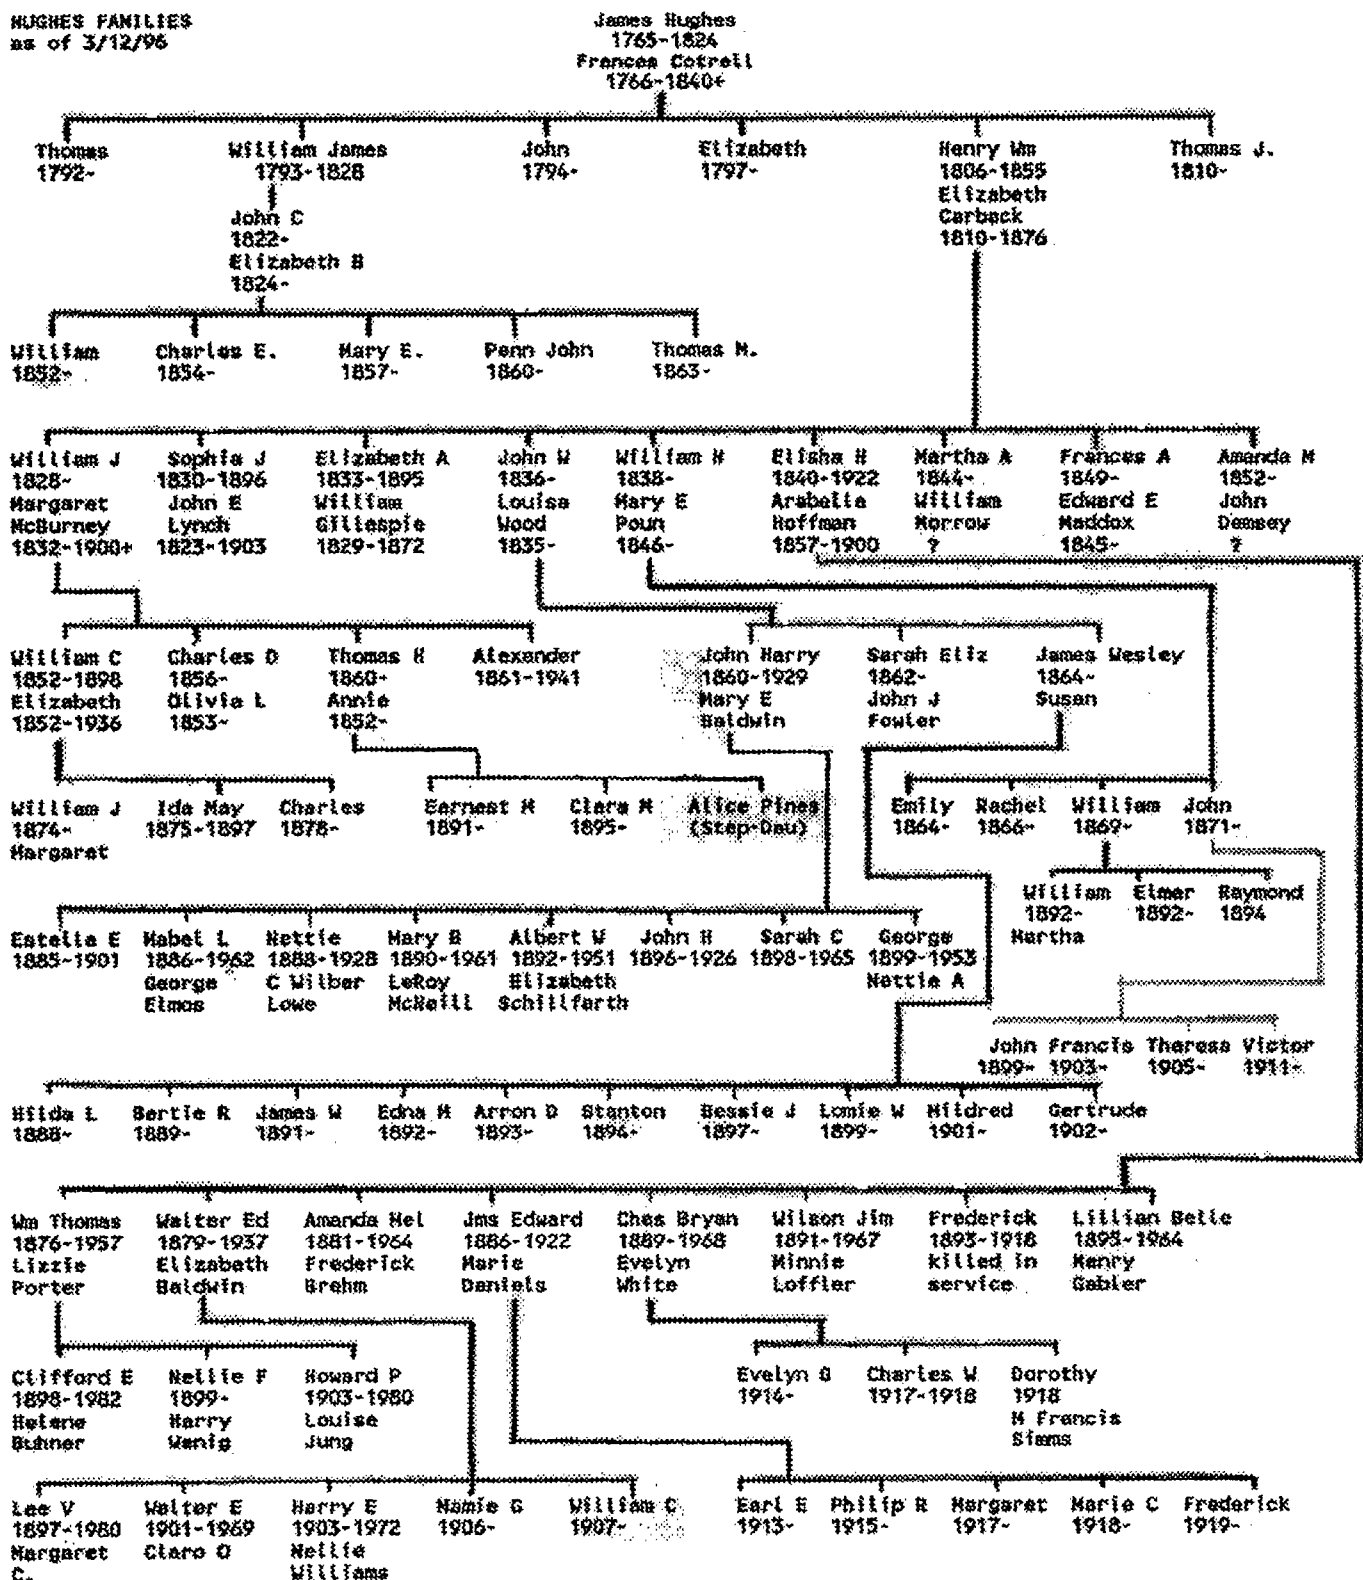 HUGHES FAMILIES
as of 3/12/96
James Hughes
1765-1824
Frances Cotrell
1766-1840+
Thomas William James John Elizabeth Henry Wm Thomas J.
1792- 1793-1828 1794- 1797- 1806-1855 1810-
Elizabeth
Carback
1810-1876
John C
1822-
Elizabeth B
1824-
William Charles E. Mary E. Penn John Thomas M.
1852- 1854- 1857- 1860- 1863-
William J Sophia J Elizabeth A John W William H Elisha H Martha A Frances A Amanda M
1828- 1830-1896 1833-1895 1836- 1838- 1840-1922 1844- 1849- 1852-
Margaret John E William Louisa Mary E Arabelle William Edward E John
McBurney Lynch Gillespie Wood Poun Hoffman Morrow Maddox Demsey
1832-1900+ 1823-1903 1829-1872 1835- 1846- 1857-1900 ? 1845- ?
William C Charles D Thomas H Alexander John Harry Sarah Eliz James Wesley
1852-1898 1856- 1860- 1861-1941 1860-1929 1862- 1864-
Elizabeth Olivia L Annie Mary E John J Susan
1852-1936 1853- 1852- Baldwin Fowler
William J Ida May Charles Earnest M Clara M Alice Pines Emily Rachel William John
1874- 1875-1897 1878- 1891- 1895- (Step-Dau) 1864- 1866- 1869- 1871-
Margaret
William Elmer Raymond
1892- 1892- 1894
Martha
Estelle E Mabel L Nettie Mary B Albert W John H Sarah C George
1885-1901 1886-1962 1888-1928 1890-1961 1892-1951 1896-1926 1898-1965 1899-1953
George C Wilber LeRoy Elizabeth Nettie A
Elmos Lowe McNeill Schillfarth
John Francis Theresa Victor
1899- 1903- 1905- 1911-
Hilda L Bertie R James W Edna M Arron D Stanton Bessie J Lomie W Mildred Gertrude
1888- 1889- 1891- 1892- 1893- 1894- 1897- 1899- 1901- 1902-
Wm Thomas Walter Ed Amanda Mel Jms Edward Chas Bryan Wilson Jim Frederick Lillian Belle
1876-1957 1879-1937 1881-1964 1886-1922 1889-1968 1891-1967 1893-1918 1895-1964
Lizzie Elizabeth Frederick Marie Evelyn Minnie killed in Henry
Porter Baldwin Brehm Daniels White Loffler service Gabler
Clifford E Nellie F Howard P Evelyn G Charles W Dorothy
1898-1982 1899- 1903-1980 1914- 1917-1918 1918
Helene Harry Louise M Francis
Buhner Wenig Jung Simms
Lee V Walter E Harry E Mamie G William C Earl E Philip R Margaret Marie C Frederick
1897-1980 1901-1969 1903-1972 1906- 1907- 1913- 1915- 1917- 1918- 1919-
Margaret Claro O Nellie
C. Williams